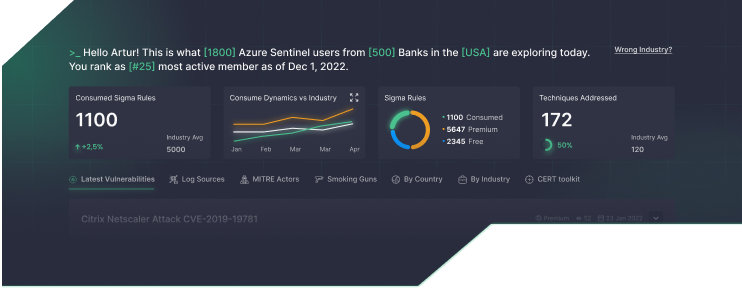 >_ Hello Artur! This is what [1800] Azure Sentinel users from [500] Banks in the [USA] are exploring today.
Wrong Industry?
You rank as [#25] most active member as of Dec 1, 2022.
Consumed Sigma Rules
1100
+2,5%
Industry Avg
5000
Consume Dynamics vs Industry
Jan Feb Mar Mar Apr
Sigma Rules
1100 Consumed
5647 Premium
2345 Free
Techniques Addressed
172
50%
Industry Avg
120
Latest Vulnerabilities Log Sources MITRE Actors Smoking Guns By Country By Industry CERT toolkit
Citrix Netscaler Attack CVE-2019-19781
Premium 52 23 Jan 2022